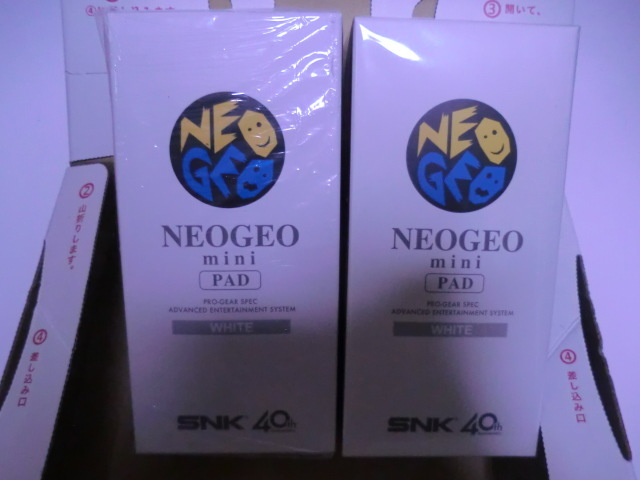 ③開いて。
NEO
GEO
NEOGEO
mini
PAD
PRO-GEAR SPEC
ADVANCED ENTERTAINMENT SYSTEM
WHITE
SNK 40th
NEO
GEO
NEOGEO
mini
PAD
PRO-GEAR SPEC
ADVANCED ENTERTAINMENT SYSTEM
WHITE
SNK 40th
②山折りします。
④差し込み口
④差し込み口